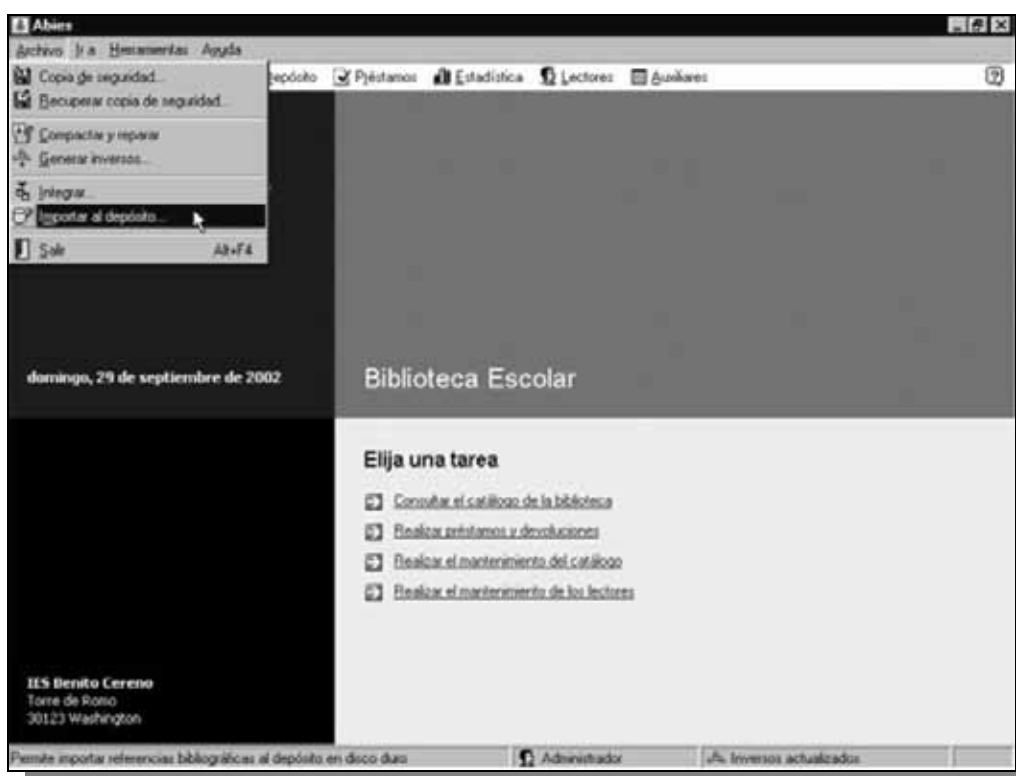 Abies
Archivo Ir a Herramientas Ayuda
Copia de seguridad...
Recuperar copia de seguridad...
Compactar y reparar
Generar inversos...
Integrar...
Importar al depósito...
Salir Alt+F4
epósito Préstamos Estadística Lectores Auxiliares
domingo, 29 de septiembre de 2002
Biblioteca Escolar
Elija una tarea
Consultar el catálogo de la biblioteca
Realizar préstamos y devoluciones
Realizar el mantenimiento del catálogo
Realizar el mantenimiento de los lectores
IES Benito Cereno
Torre de Romo
30123 Washington
Permite importar referencias bibliográficas al depósito en disco duro
Administrador
Inversos actualizados